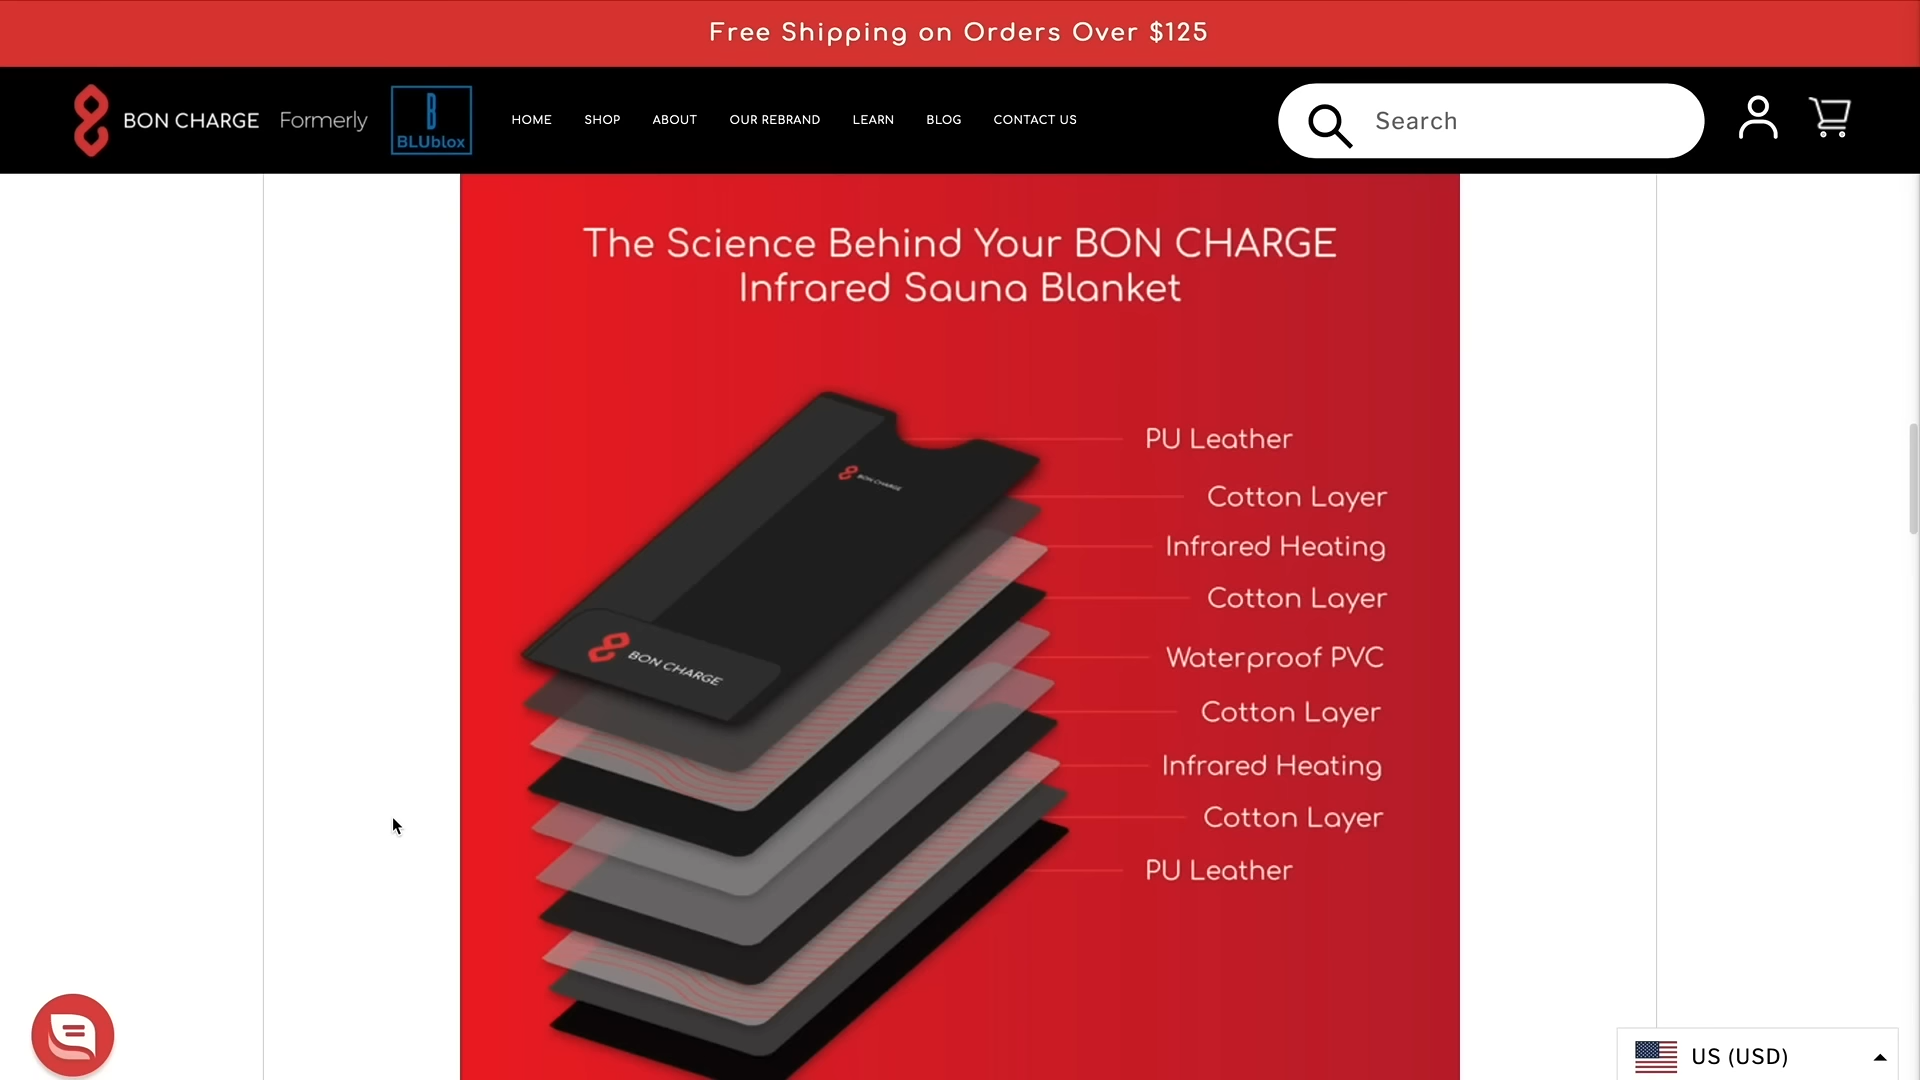 Free Shipping on Orders Over $125
BON CHARGE Formerly
B
BLUblox
HOME SHOP ABOUT OUR REBRAND LEARN BLOG CONTACT US
Search
The Science Behind Your BON CHARGE
Infrared Sauna Blanket
PU Leather
BON CHARGE
Cotton Layer
Infrared Heating
Cotton Layer
Waterproof PVC
BON CHARGE
Cotton Layer
Infrared Heating
Cotton Layer
PU Leather
US (USD)